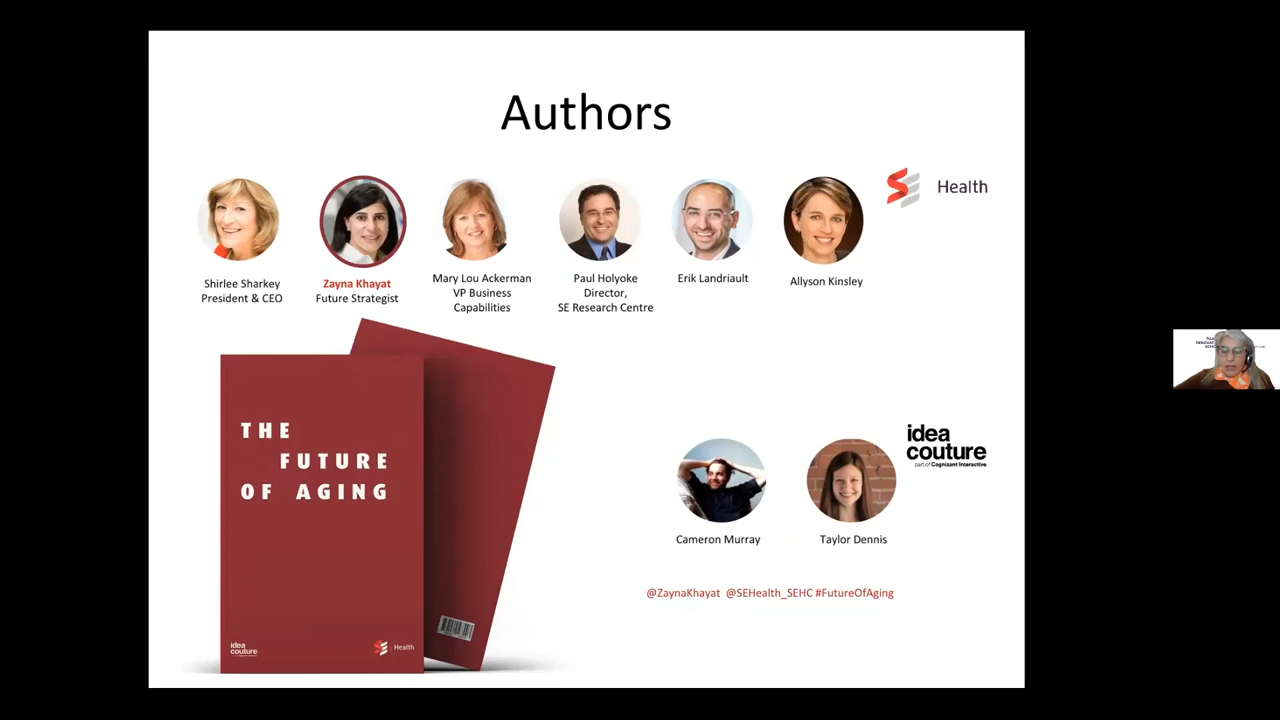 Authors
SE Health
Shirlee Sharkey
President & CEO
Zayna Khayat
Future Strategist
Mary Lou Ackerman
VP Business
Capabilities
Paul Holyoke
Director,
SE Research Centre
Erik Landriault
Allyson Kinsley
THE
FUTURE
OF AGING
idea
couture
Health
idea
couture
part of Cognizant Interactive
Cameron Murray
Taylor Dennis
@ZaynaKhayat @SEHealth_SEHC #FutureOfAging